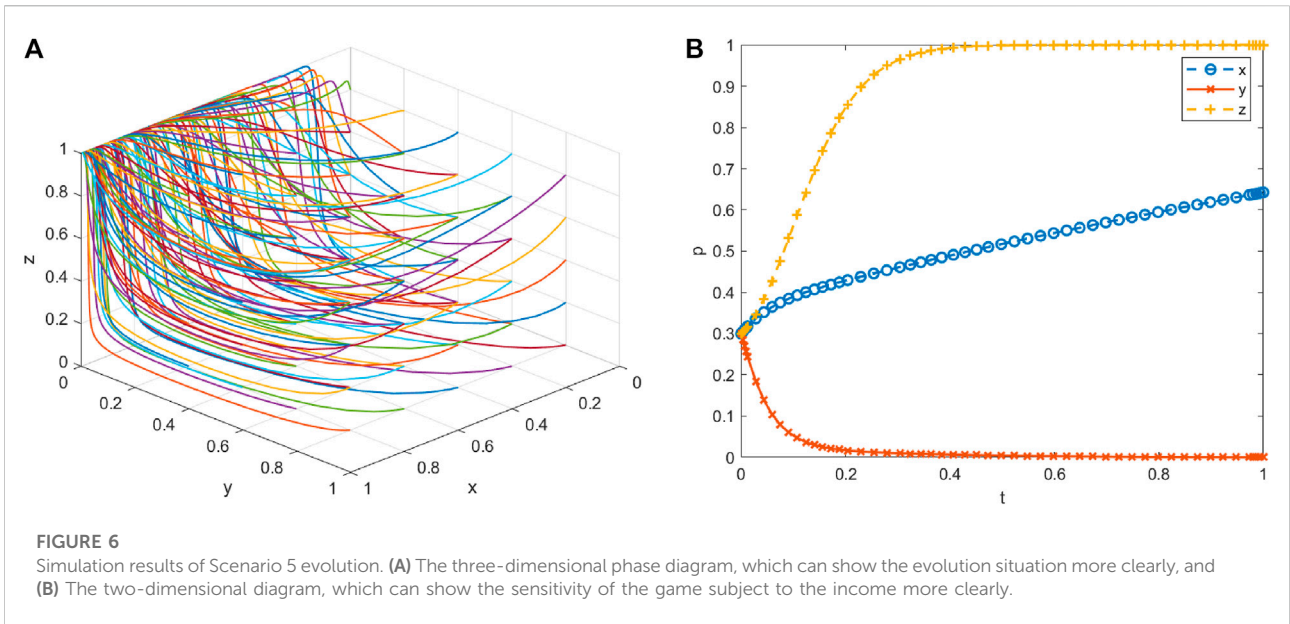 A
B
1
0.8
0.6
0.4
0.2
0
z
0
0.2
0.4
0.6
0.8
1
y
1
0.8
0.6
0.4
0.2
0
x
1
0.9
0.8
0.7
0.6
0.5
0.4
0.3
0.2
0.1
0
p
0
0.2
0.4
0.6
0.8
1
t
x
y
z
FIGURE 6
Simulation results of Scenario 5 evolution. (A) The three-dimensional phase diagram, which can show the evolution situation more clearly, and
(B) The two-dimensional diagram, which can show the sensitivity of the game subject to the income more clearly.